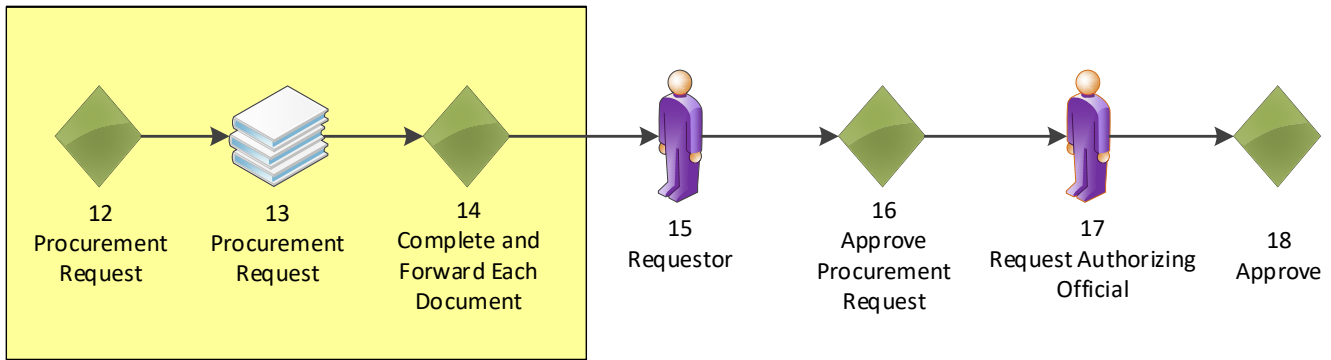 12
Procurement
Request
13
Procurement
Request
14
Complete and
Forward Each
Document
15
Requestor
16
Approve
Procurement
Request
17
Request Authorizing
Official
18
Approve